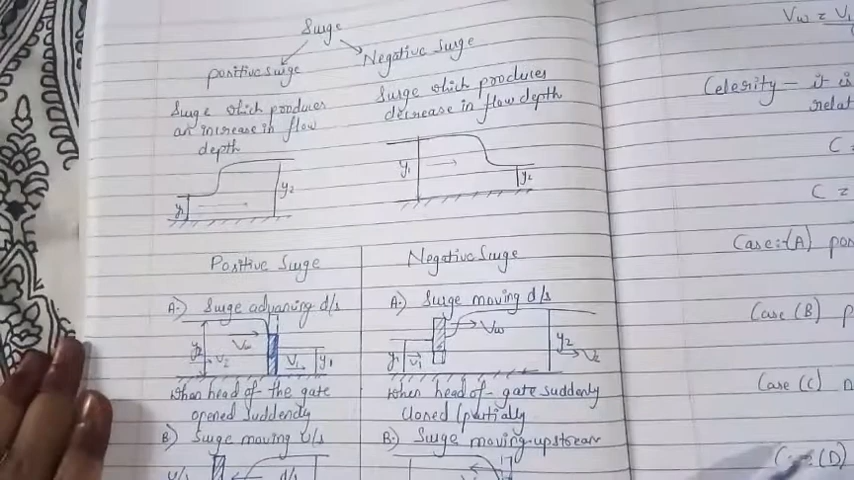 Surge
positive surge
Negative Surge
Surge which produces
an increase in flow
depth
Surge which produces
decrease in flow depth
y1
y2
y1
y2
Positive Surge
Negative Surge
A:) Surge advancing d/s
y2
V2
Vw
V1
y1
when head of the gate
opened suddenly
B) Surge moving u/s
d/s
A:) Surge moving d/s
Vw
y1
V1
y2
V2
when head of gate suddenly
closed (partially
B:) Surge moving upstream
Vw = V1
Celerity - it is
relat
C =
C =
Case:-(A) pos
Case (B) p
Case (C) n
(D)